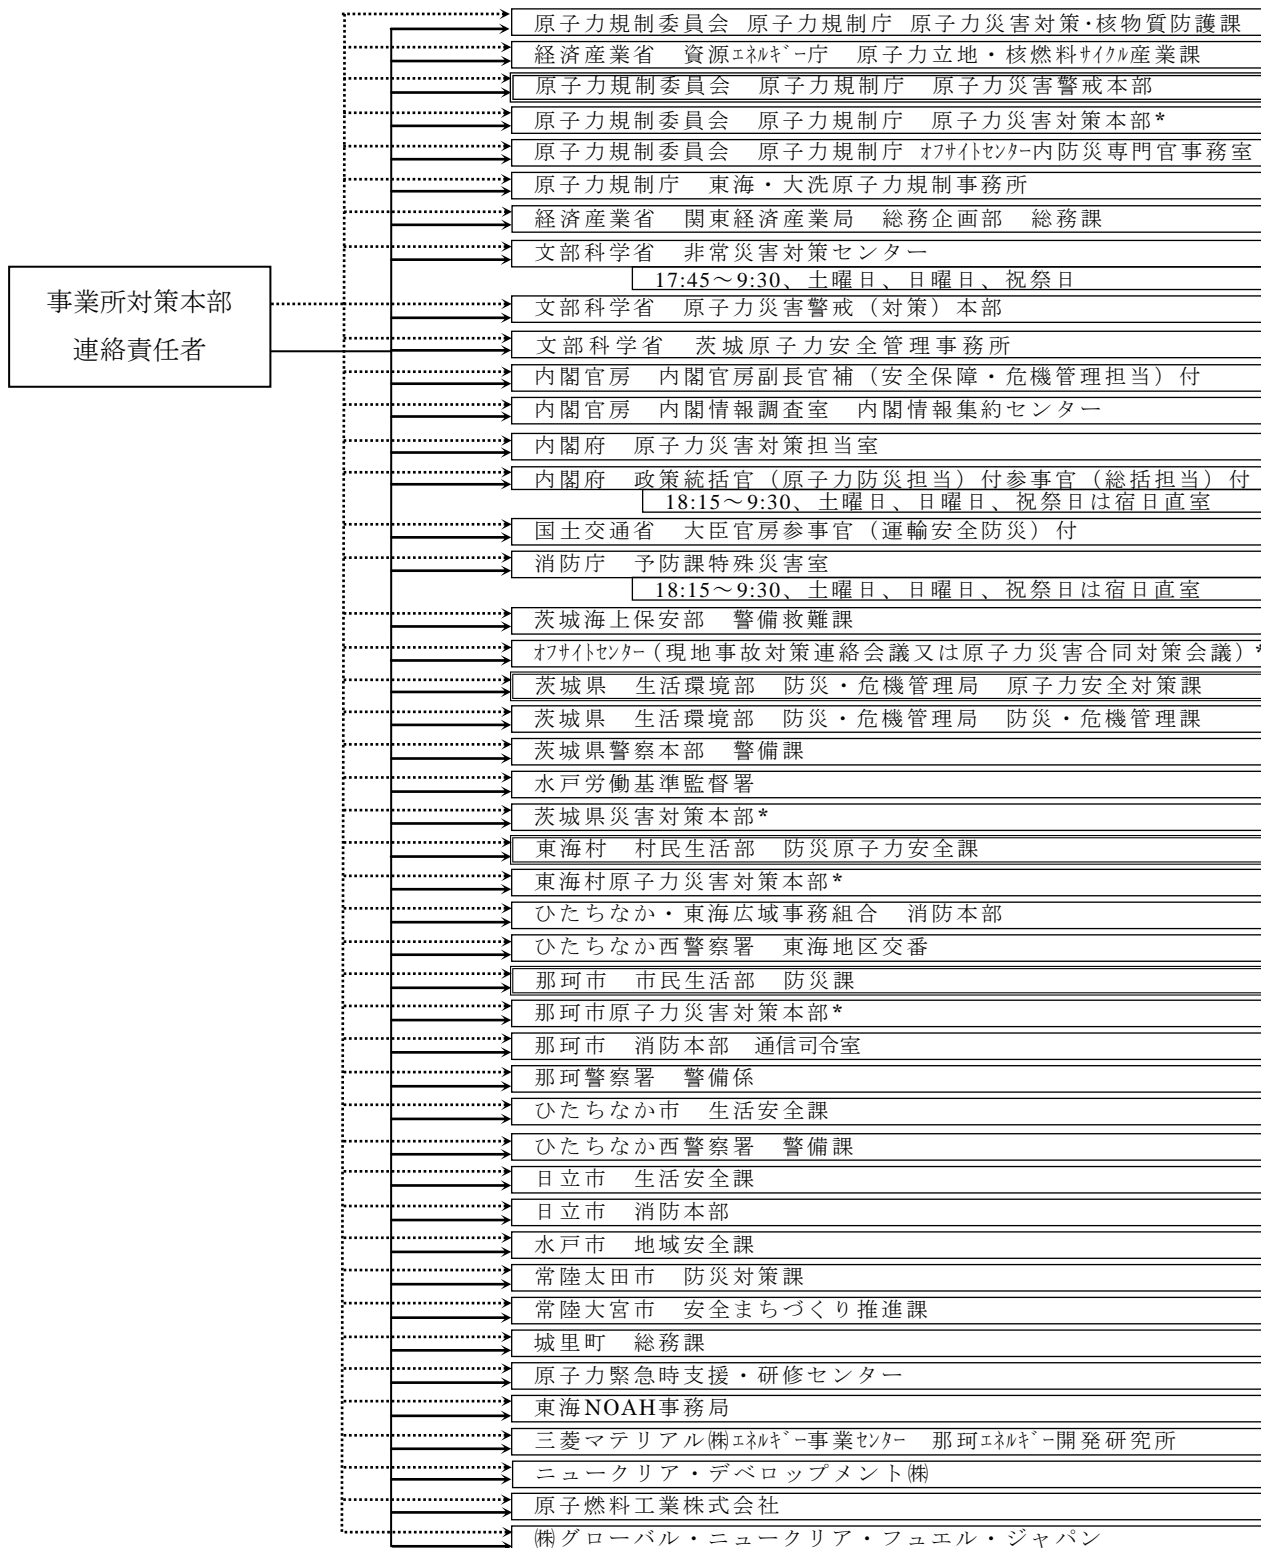 事業所対策本部
連絡責任者
原子力規制委員会 原子力規制庁 原子力災害対策･核物質防護課
経済産業省　資源ｴﾈﾙｷﾞｰ庁　原子力立地・核燃料ｻｲｸﾙ産業課
原子力規制委員会　原子力規制庁　原子力災害警戒本部
原子力規制委員会　原子力規制庁　原子力災害対策本部*
原子力規制委員会　原子力規制庁 ｵﾌｻｲﾄｾﾝﾀｰ内防災専門官事務室
原子力規制庁　東海・大洗原子力規制事務所
経済産業省　関東経済産業局　総務企画部　総務課
文部科学省　非常災害対策センター
17:45～9:30、土曜日、日曜日、祝祭日
文部科学省　原子力災害警戒（対策）本部
文部科学省　茨城原子力安全管理事務所
内閣官房　内閣官房副長官補（安全保障・危機管理担当）付
内閣官房　内閣情報調査室　内閣情報集約センター
内閣府　原子力災害対策担当室
内閣府　政策統括官（原子力防災担当）付参事官（総括担当）付
18:15～9:30、土曜日、日曜日、祝祭日は宿日直室
国土交通省　大臣官房参事官（運輸安全防災）付
消防庁　予防課特殊災害室
18:15～9:30、土曜日、日曜日、祝祭日は宿日直室
茨城海上保安部　警備救難課
ｵﾌｻｲﾄｾﾝﾀｰ（現地事故対策連絡会議又は原子力災害合同対策会議）*
茨城県　生活環境部　防災・危機管理局　原子力安全対策課
茨城県　生活環境部　防災・危機管理局　防災・危機管理課
茨城県警察本部　警備課
水戸労働基準監督署
茨城県災害対策本部*
東海村　村民生活部　防災原子力安全課
東海村原子力災害対策本部*
ひたちなか・東海広域事務組合　消防本部
ひたちなか西警察署　東海地区交番
那珂市　市民生活部　防災課
那珂市原子力災害対策本部*
那珂市　消防本部　通信司令室
那珂警察署　警備係
ひたちなか市　生活安全課
ひたちなか西警察署　警備課
日立市　生活安全課
日立市　消防本部
水戸市　地域安全課
常陸太田市　防災対策課
常陸大宮市　安全まちづくり推進課
城里町　総務課
原子力緊急時支援・研修センター
東海NOAH事務局
三菱マテリアル㈱ｴﾈﾙｷﾞｰ事業ｾﾝﾀｰ　那珂ｴﾈﾙｷﾞｰ開発研究所
ニュークリア・デベロップメント㈱
原子燃料工業株式会社
㈱グローバル・ニュークリア・フュエル・ジャパン